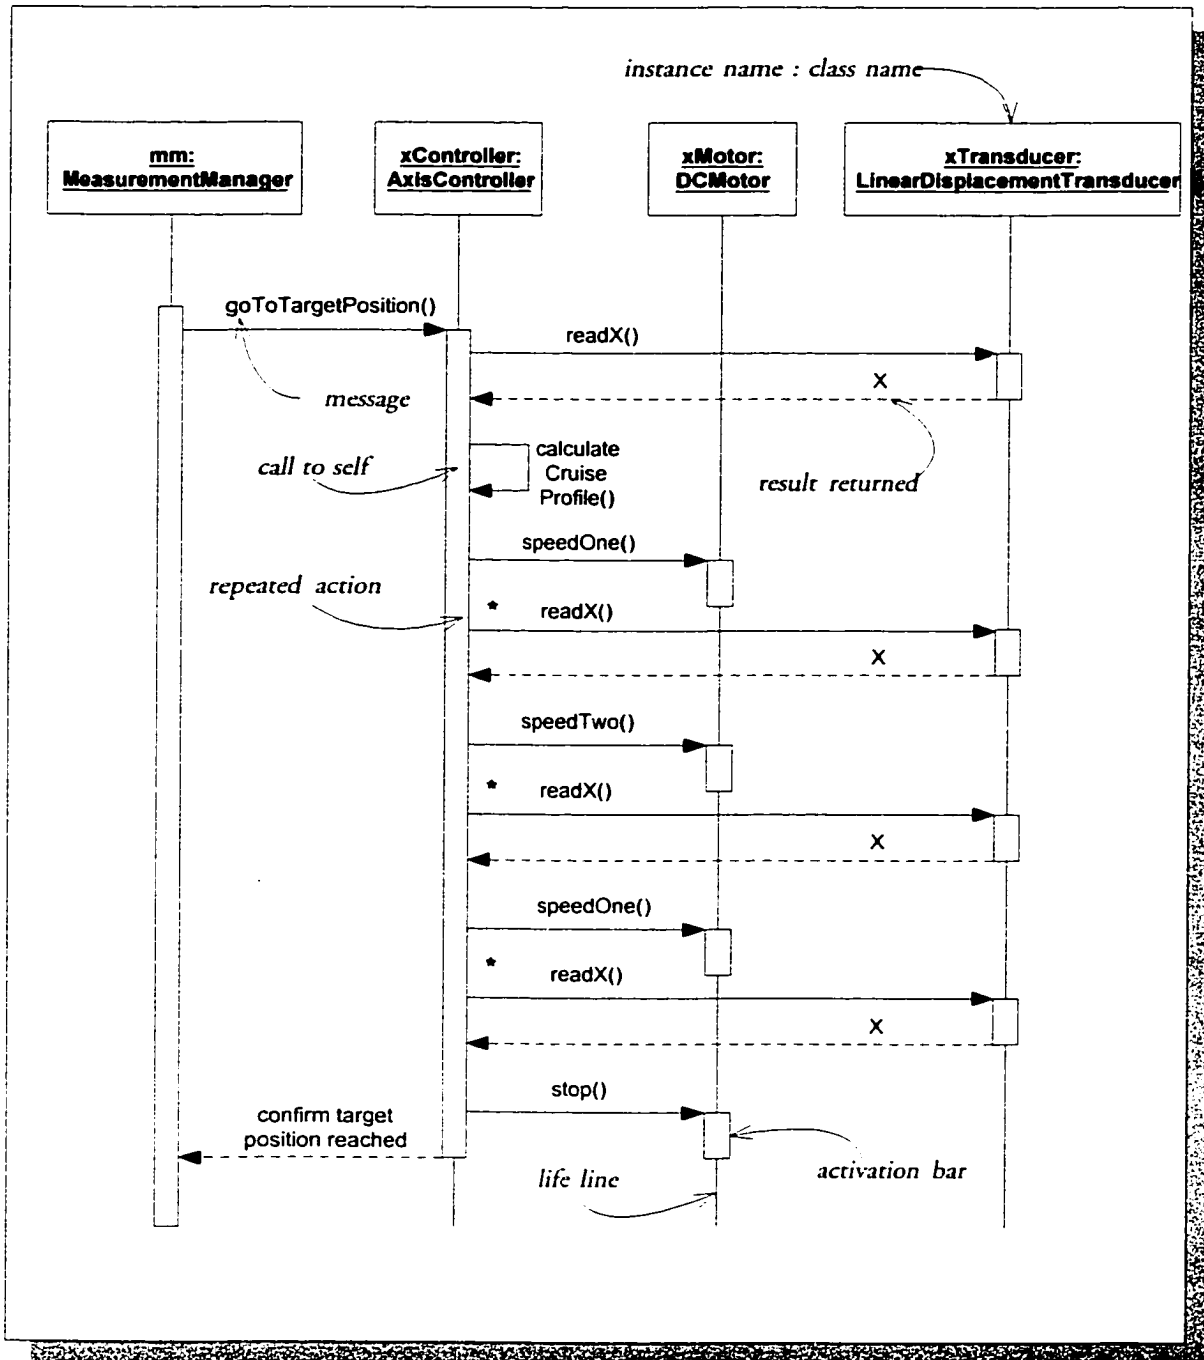 instance name : class name
mm:
MeasurementManager
xController:
AxisController
xMotor:
DCMotor
xTransducer:
LinearDisplacementTransducer
goToTargetPosition()
readX()
X
message
calculate
Cruise
Profile()
call to self
result returned
speedOne()
repeated action
* readX()
X
speedTwo()
* readX()
X
speedOne()
* readX()
X
stop()
confirm target
position reached
life line
activation bar